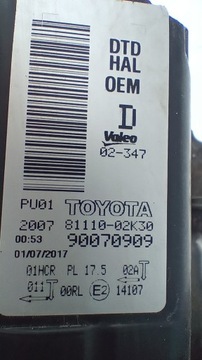 DTD
HAL
OEM
D
Valeo
02-347
PU01 TOYOTA
2007 81110-02K30
00:53 90070909
01/07/2017
01HCR PL 17.5 02A
011 00RL E2 14107